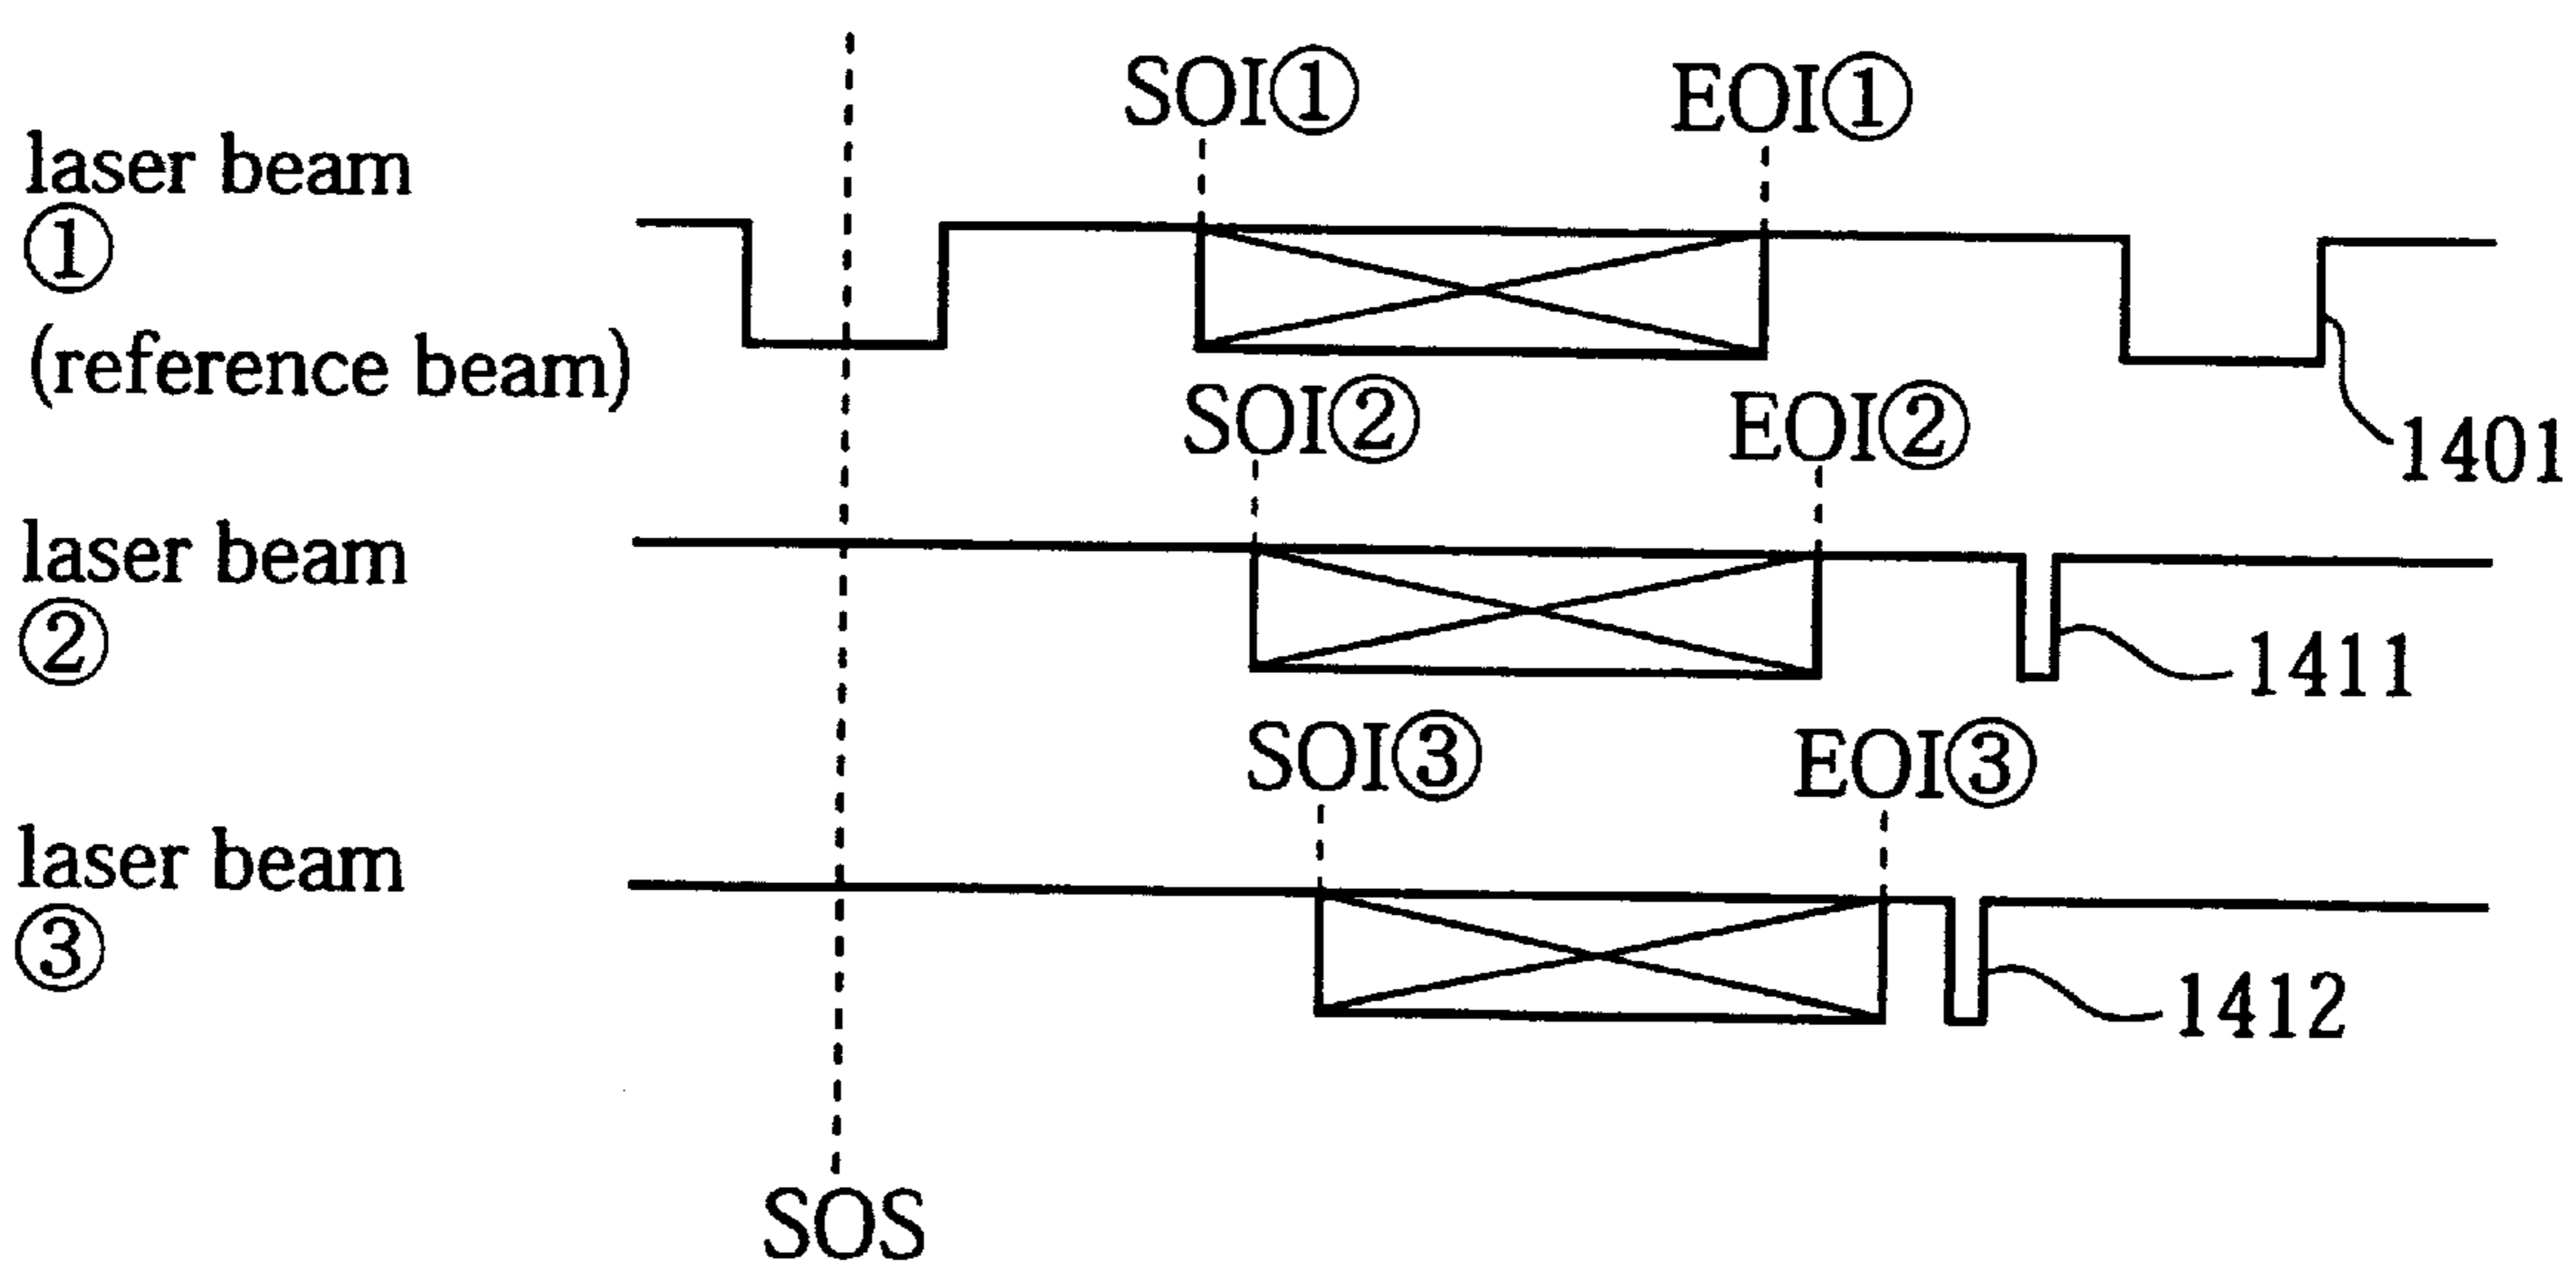 SOI① EOI①
laser beam
①
(reference beam)
SOI② EOI②
1401
laser beam
②
1411
SOI③ EOI③
laser beam
③
1412
SOS